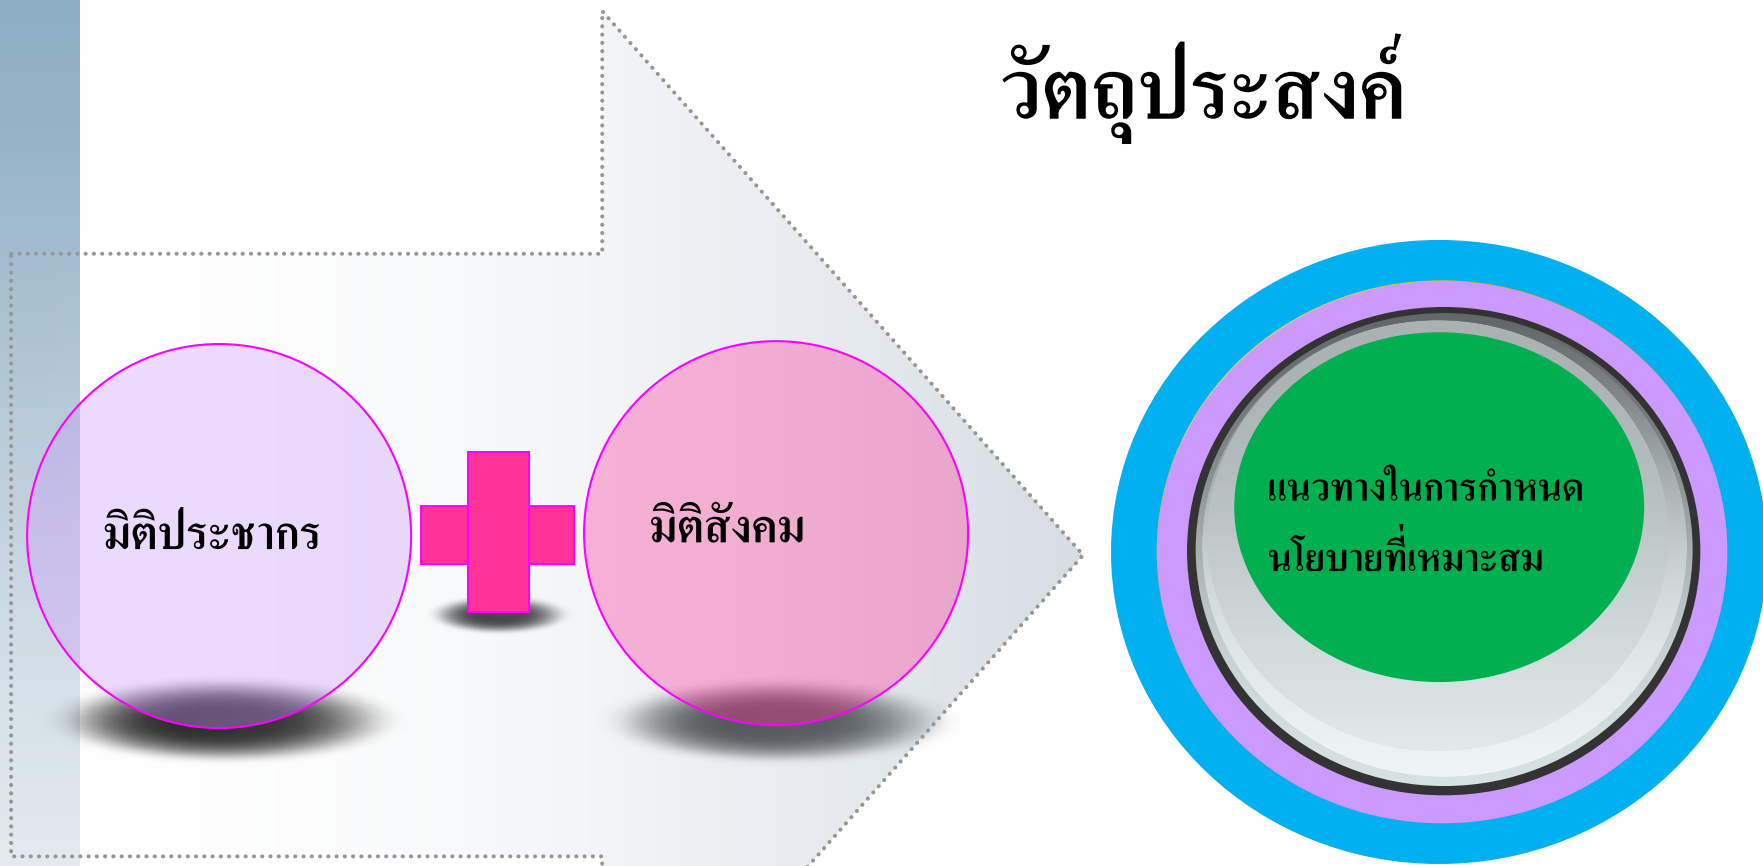 วัตถุประสงค์
มิติประชากร
มิติสังคม
แนวทางในการกำหนด
นโยบายที่เหมาะสม